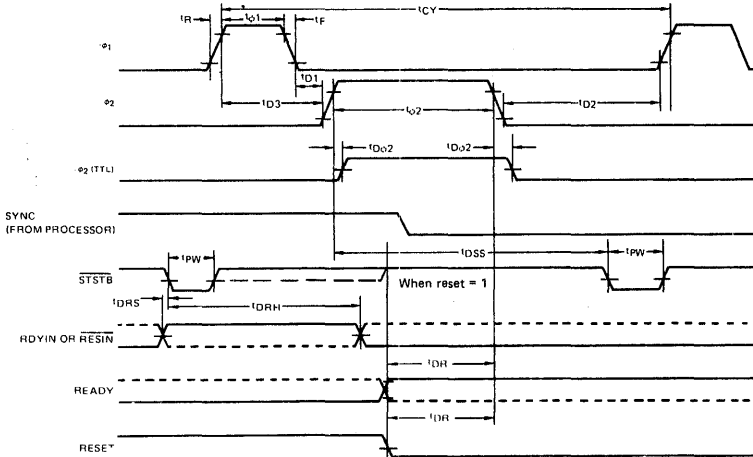 tCY
tR
tϕ1
tF
ϕ1
tD1
ϕ2
tD3
tϕ2
tD2
tDϕ2
tDϕ2
ϕ2 (TTL)
SYNC
(FROM PROCESSOR)
tDSS
tPW
tPW
STSTB
When reset = 1
tDRS
tDRH
RDYIN OR RESIN
tDR
READY
tDR
RESET